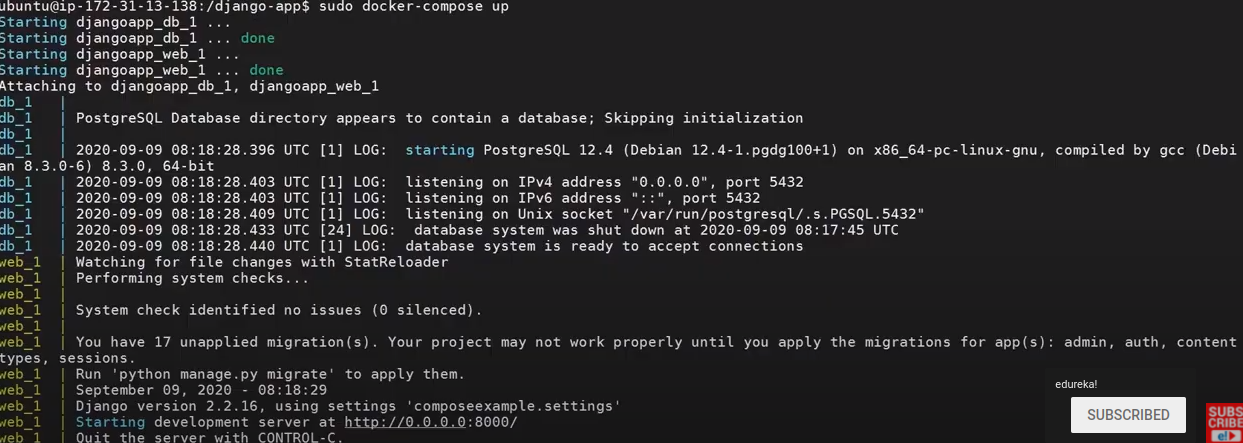 ubuntu@ip-172-31-13-138:/django-app$ sudo docker-compose up
Starting djangoapp_db_1 ...
Starting djangoapp_db_1 ... done
Starting djangoapp_web_1 ...
Starting djangoapp_web_1 ... done
Attaching to djangoapp_db_1, djangoapp_web_1
db_1   |
db_1   | PostgreSQL Database directory appears to contain a database; Skipping initialization
db_1   |
db_1   | 2020-09-09 08:18:28.396 UTC [1] LOG:  starting PostgreSQL 12.4 (Debian 12.4-1.pgdg100+1) on x86_64-pc-linux-gnu, compiled by gcc (Debi
an 8.3.0-6) 8.3.0, 64-bit
db_1   | 2020-09-09 08:18:28.403 UTC [1] LOG:  listening on IPv4 address "0.0.0.0", port 5432
db_1   | 2020-09-09 08:18:28.403 UTC [1] LOG:  listening on IPv6 address "::", port 5432
db_1   | 2020-09-09 08:18:28.409 UTC [1] LOG:  listening on Unix socket "/var/run/postgresql/.s.PGSQL.5432"
db_1   | 2020-09-09 08:18:28.433 UTC [24] LOG:  database system was shut down at 2020-09-09 08:17:45 UTC
db_1   | 2020-09-09 08:18:28.440 UTC [1] LOG:  database system is ready to accept connections
web_1  | Watching for file changes with StatReloader
web_1  | Performing system checks...
web_1  |
web_1  | System check identified no issues (0 silenced).
web_1  |
web_1  | You have 17 unapplied migration(s). Your project may not work properly until you apply the migrations for app(s): admin, auth, content
types, sessions.
web_1  | Run 'python manage.py migrate' to apply them.
web_1  | September 09, 2020 - 08:18:29
web_1  | Django version 2.2.16, using settings 'composeexample.settings'
web_1  | Starting development server at http://0.0.0.0:8000/
web_1  | Quit the server with CONTROL-C.
edureka!
SUBSCRIBED
SUBS
CRIBE
e!